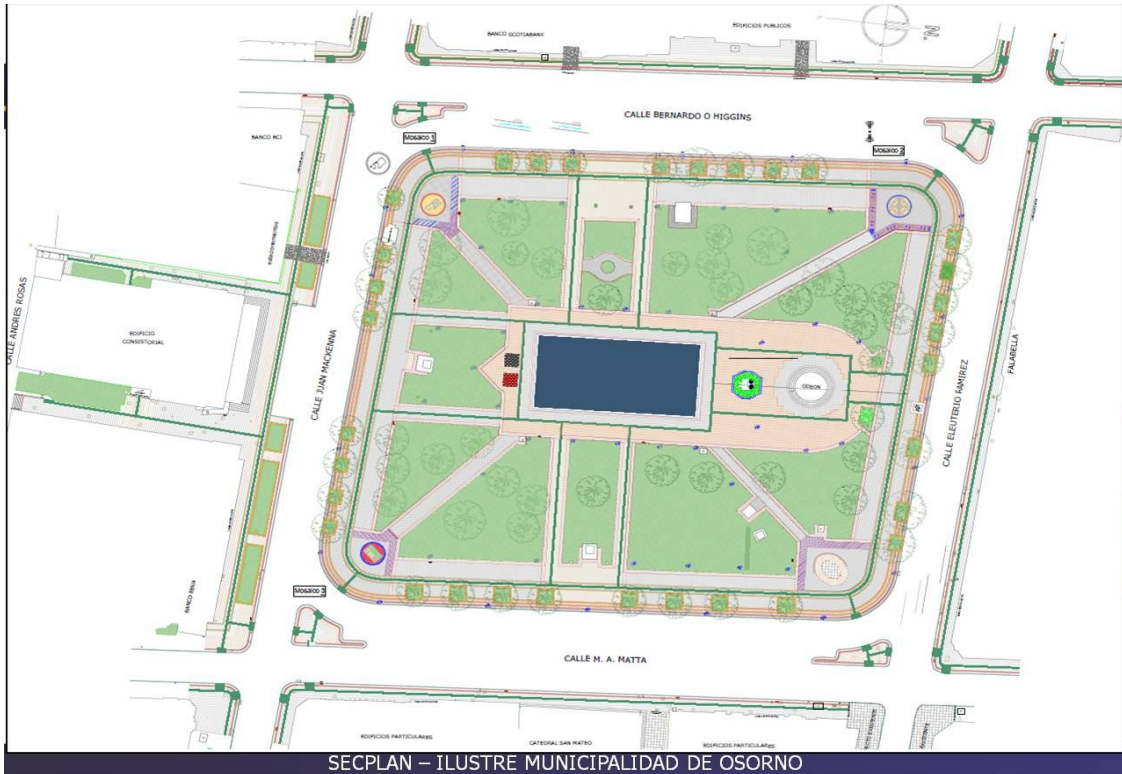 BANCO SCOTIABANK
EDIFICIOS PUBLICOS
N
CALLE BERNARDO O HIGGINS
BANCO BCI
Mosaico 1
Mosaico 2
CALLE ANDRES ROSAS
EDIFICIO
CONSISTORIAL
CALLE JUAN MACKENNA
ODEON
CALLE ELEUTERIO RAMIREZ
FALABELLA
Mosaico 3
BANCO BBVA
CALLE M. A. MATTA
EDIFICIOS PARTICULARES
CATEDRAL SAN MATEO
EDIFICIOS PARTICULARES
SECPLAN – ILUSTRE MUNICIPALIDAD DE OSORNO